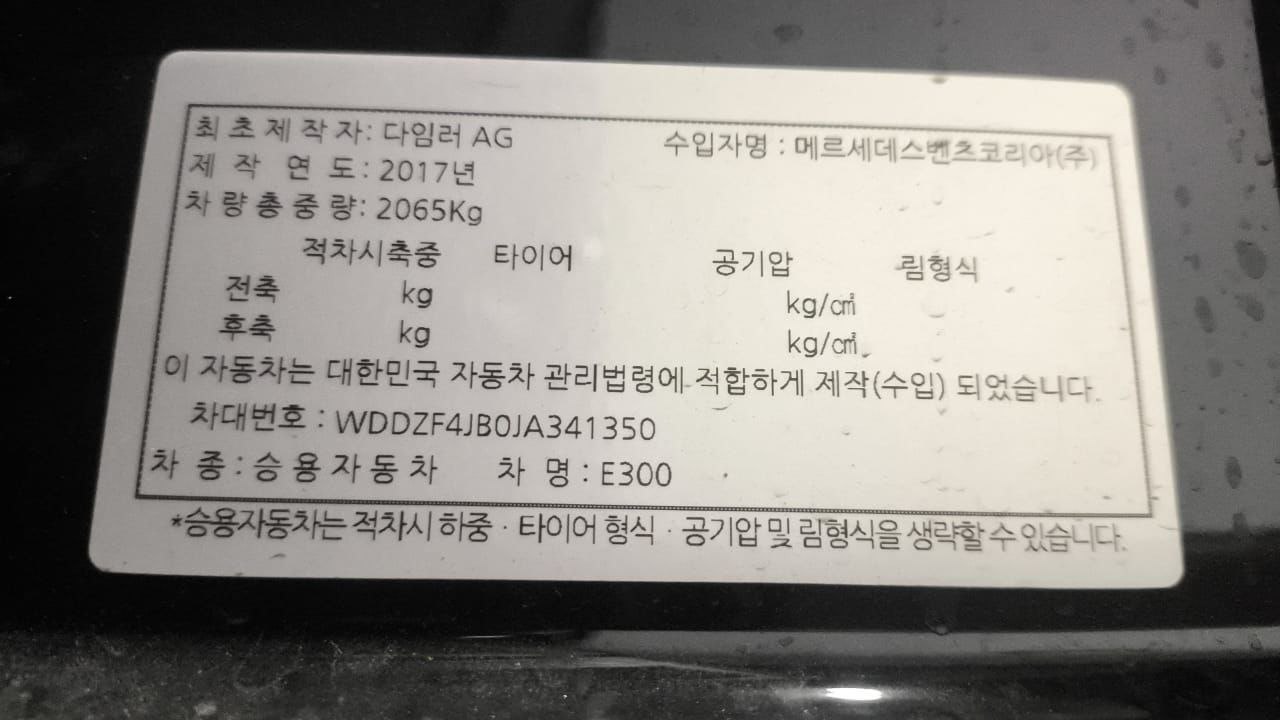 최초제작자: 다임러 AG 수입자명 : 메르세데스벤츠코리아(주)
제 작 연 도: 2017년
차량총중량: 2065Kg
적차시축중 타이어 공기압 림형식
전축 kg kg/㎠
후축 kg kg/㎠
이 자동차는 대한민국 자동차 관리법령에 적합하게 제작(수입) 되었습니다.
차대번호 : WDDZF4JB0JA341350
차 종 : 승용자동차 차 명 : E300
*승용자동차는 적차시 하중 · 타이어 형식 · 공기압 및 림형식을 생략할 수 있습니다.